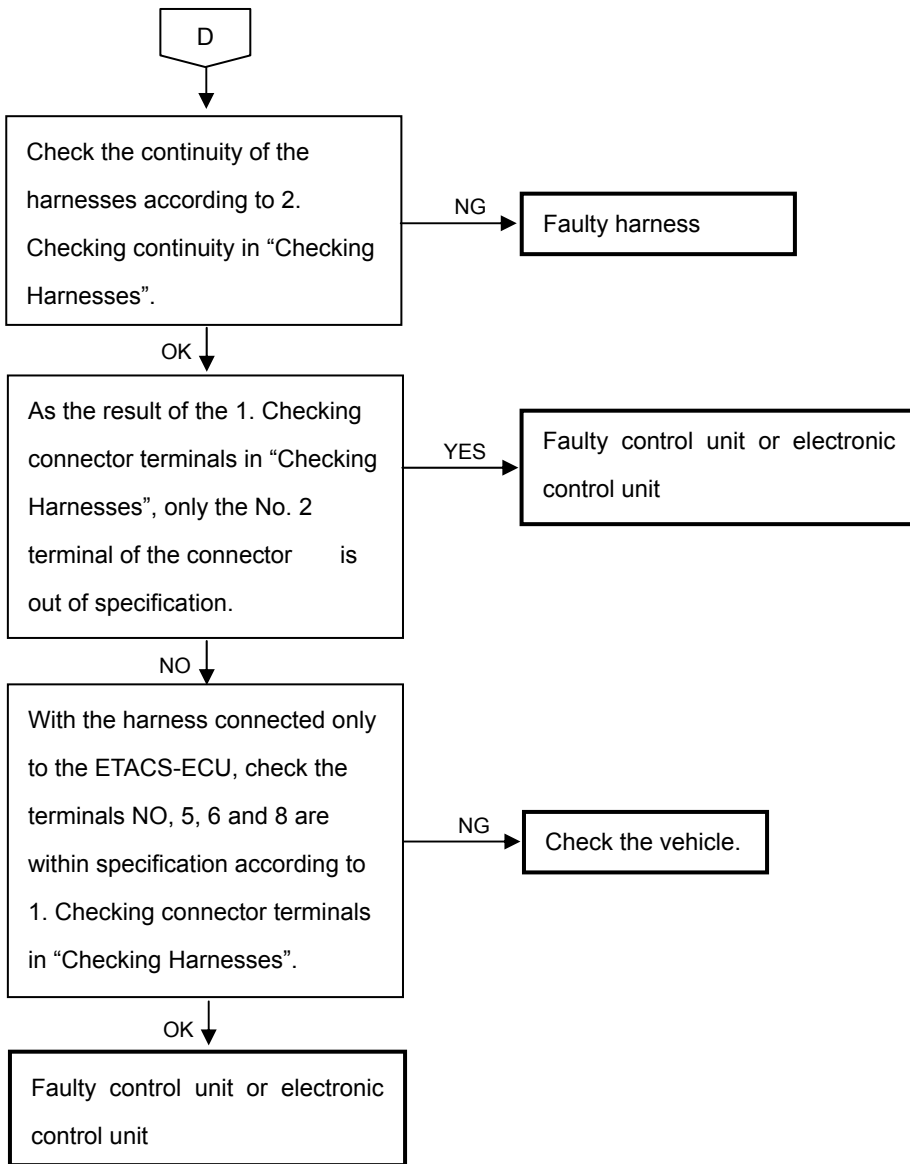 D
Check the continuity of the
harnesses according to 2.
Checking continuity in “Checking
Harnesses”.
NG
Faulty harness
OK
As the result of the 1. Checking
connector terminals in “Checking
Harnesses”, only the No. 2
terminal of the connector is
out of specification.
YES
Faulty control unit or electronic
control unit
NO
With the harness connected only
to the ETACS-ECU, check the
terminals NO, 5, 6 and 8 are
within specification according to
1. Checking connector terminals
in “Checking Harnesses”.
NG
Check the vehicle.
OK
Faulty control unit or electronic
control unit